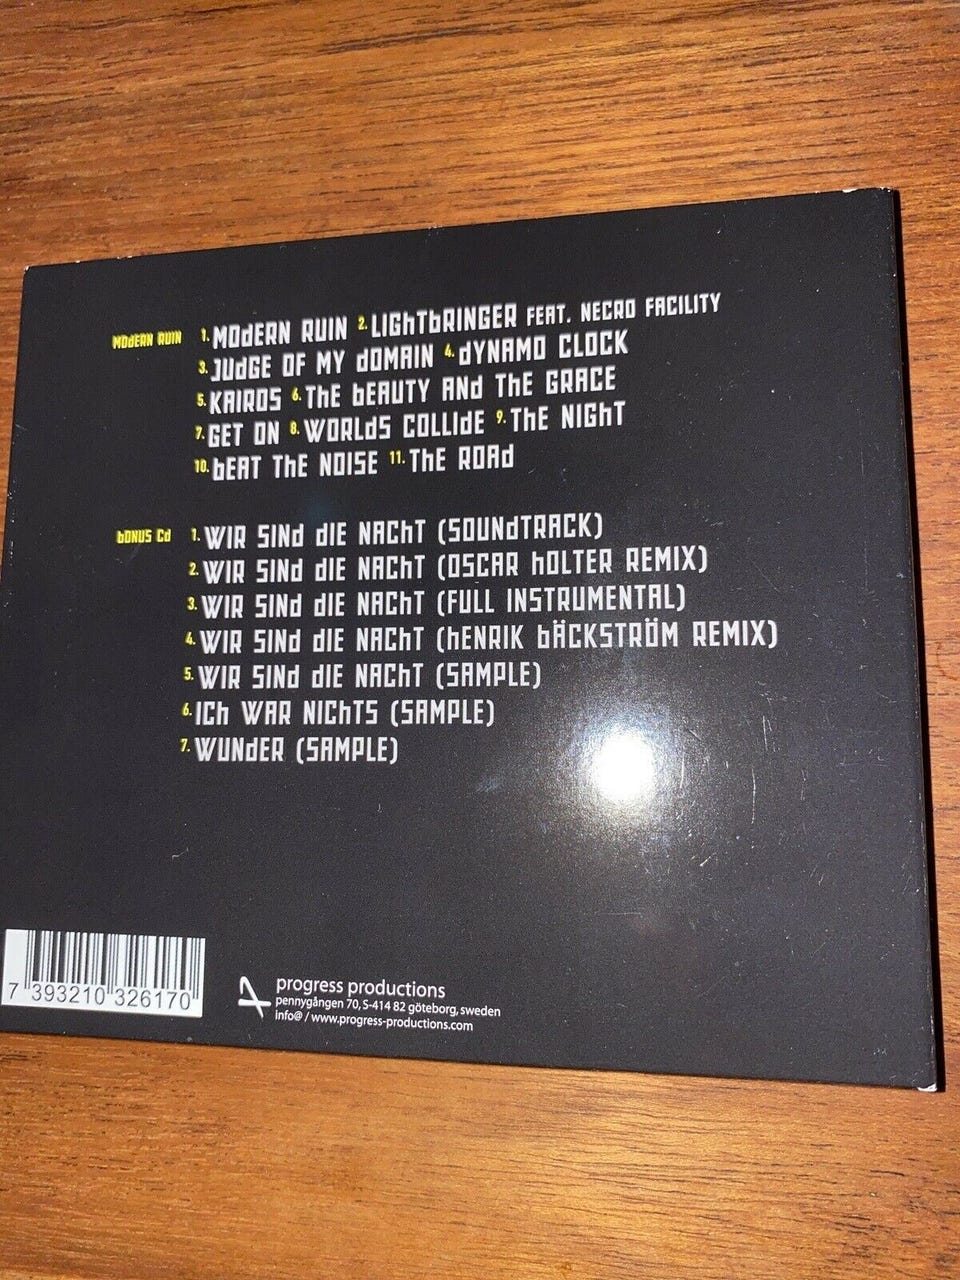 MODERN RUIN 1. MODERN RUIN 2. LIGHTBRINGER FEAT. NECRO FACILITY
3. JUDGE OF MY DOMAIN 4. DYNAMO CLOCK
5. KAIROS 6. THE BEAUTY AND THE GRACE
7. GET ON 8. WORLDS COLLIDE 9. THE NIGHT
10. BEAT THE NOISE 11. THE ROAD
BONUS CD 1. WIR SIND DIE NACHT (SOUNDTRACK)
2. WIR SIND DIE NACHT (OSCAR HOLTER REMIX)
3. WIR SIND DIE NACHT (FULL INSTRUMENTAL)
4. WIR SIND DIE NACHT (HENRIK BÄCKSTRÖM REMIX)
5. WIR SIND DIE NACHT (SAMPLE)
6. ICH WAR NICHTS (SAMPLE)
7. WUNDER (SAMPLE)
7 393210 326170
progress productions
pennygången 70, S-414 82 göteborg, sweden
info@ / www.progress-productions.com